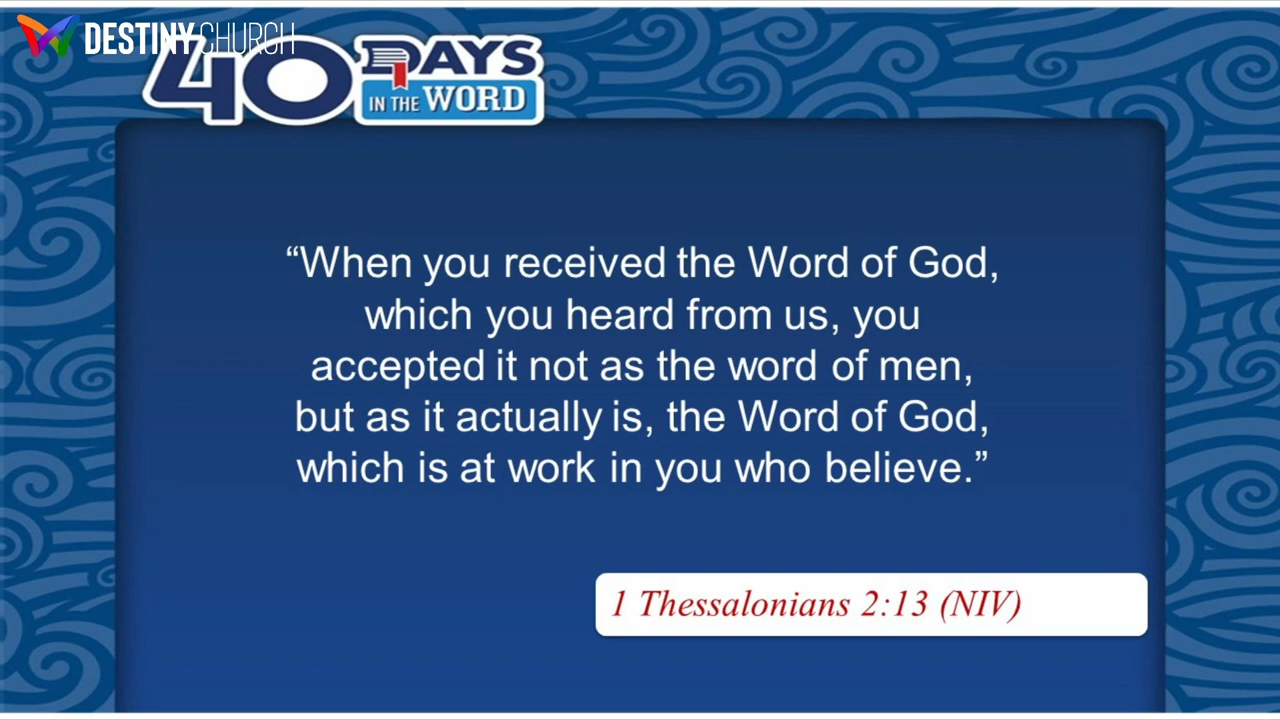 DESTINY CHURCH
40 DAYS
IN THE WORD
“When you received the Word of God,
which you heard from us, you
accepted it not as the word of men,
but as it actually is, the Word of God,
which is at work in you who believe.”
1 Thessalonians 2:13 (NIV)